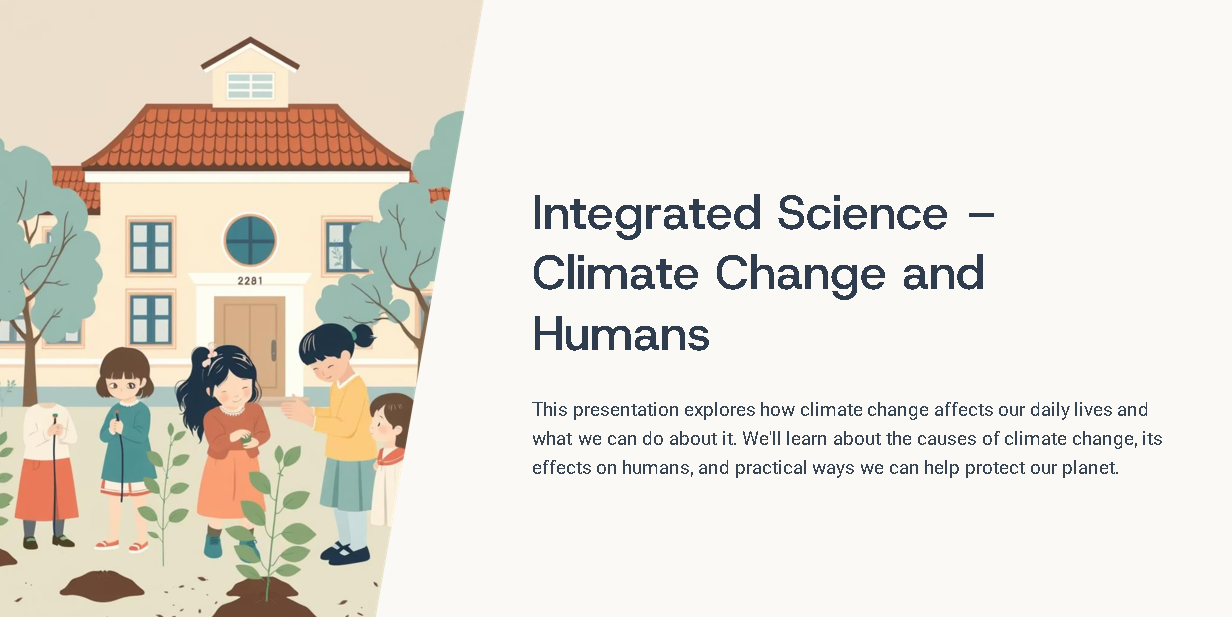 2281
Integrated Science –
Climate Change and
Humans
This presentation explores how climate change affects our daily lives and
what we can do about it. We'll learn about the causes of climate change, its
effects on humans, and practical ways we can help protect our planet.